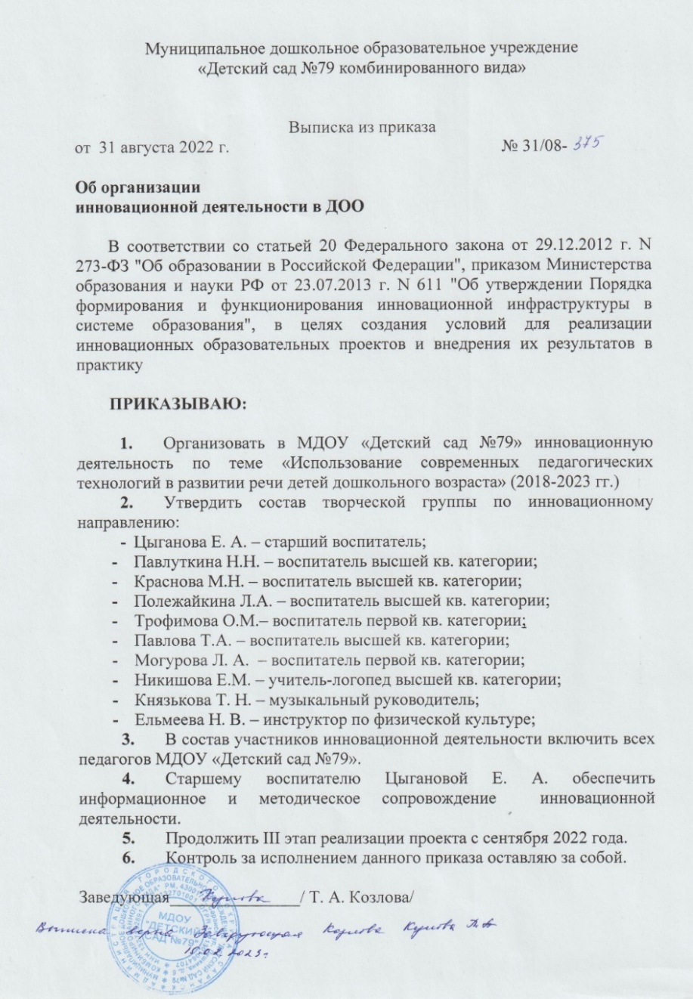 Муниципальное дошкольное образовательное учреждение
«Детский сад №79 комбинированного вида»
Выписка из приказа
от 31 августа 2022 г. № 31/08- 375
Об организации
инновационной деятельности в ДОО
В соответствии со статьей 20 Федерального закона от 29.12.2012 г. N
273-ФЗ "Об образовании в Российской Федерации", приказом Министерства
образования и науки РФ от 23.07.2013 г. N 611 "Об утверждении Порядка
формирования и функционирования инновационной инфраструктуры в
системе образования", в целях создания условий для реализации
инновационных образовательных проектов и внедрения их результатов в
практику
ПРИКАЗЫВАЮ:
1. Организовать в МДОУ «Детский сад №79» инновационную
деятельность по теме «Использование современных педагогических
технологий в развитии речи детей дошкольного возраста» (2018-2023 гг.)
2. Утвердить состав творческой группы по инновационному
направлению:
- Цыганова Е. А. – старший воспитатель;
- Павлуткина Н.Н. – воспитатель высшей кв. категории;
- Краснова М.Н. – воспитатель высшей кв. категории;
- Полежайкина Л.А. – воспитатель высшей кв. категории;
- Трофимова О.М.– воспитатель первой кв. категории;
- Павлова Т.А. – воспитатель высшей кв. категории;
- Могурова Л. А. – воспитатель первой кв. категории;
- Никишова Е.М. – учитель-логопед высшей кв. категории;
- Князькова Т. Н. – музыкальный руководитель;
- Ельмеева Н. В. – инструктор по физической культуре;
3. В состав участников инновационной деятельности включить всех
педагогов МДОУ «Детский сад №79».
4. Старшему воспитателю Цыгановой Е. А. обеспечить
информационное и методическое сопровождение инновационной
деятельности.
5. Продолжить III этап реализации проекта с сентября 2022 года.
6. Контроль за исполнением данного приказа оставляю за собой.
Заведующая / Т. А. Козлова/
Выписка верна Заведующая Козлова Т А
МДОУ
"ДЕТСКИЙ
САД №79"
10.02.2023г